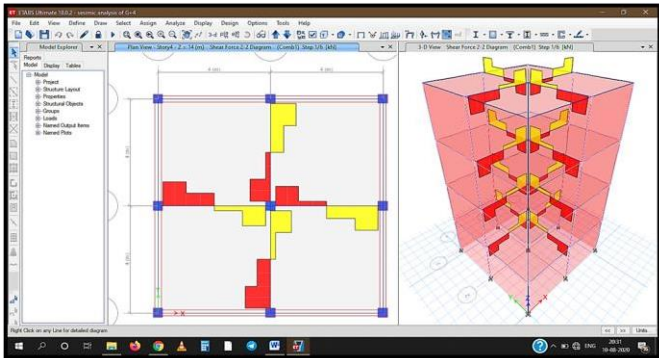 ETABS Ultimate 18.0.2 - seismic analysis of G+4
File Edit View Define Draw Select Assign Analyze Display Design Options Tools Help
Model Explorer
Plan View - Story4 - Z = 14 (m) - Shear Force 2-2 Diagram (Comb1) Step 1/6 [kN]
3-D View - Shear Force 2-2 Diagram (Comb1) Step 1/6 [kN]
Reports
Model Display Tables
Model
Project
Structure Layout
Properties
Structural Objects
Groups
Loads
Named Output Items
Named Plots
X
Y
X
Right Click on any Line for detailed diagram
<< >> Units...
ENG
20:31